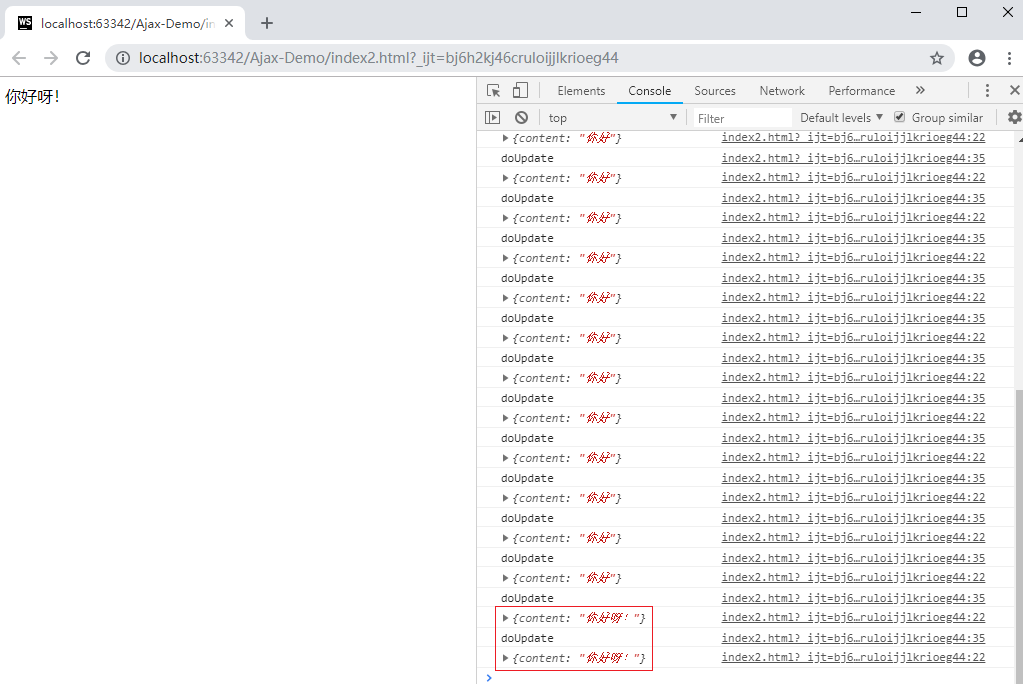 WS localhost:63342/Ajax-Demo/in
localhost:63342/Ajax-Demo/index2.html?_ijt=bj6h2kj46cruloijjlkrioeg44
你好呀！
Elements Console Sources Network Performance »
top Filter Default levels Group similar
{content: "你好"} index2.html?_ijt=bj6…ruloijjlkrioeg44:22
doUpdate index2.html?_ijt=bj6…ruloijjlkrioeg44:35
{content: "你好"} index2.html?_ijt=bj6…ruloijjlkrioeg44:22
doUpdate index2.html?_ijt=bj6…ruloijjlkrioeg44:35
{content: "你好"} index2.html?_ijt=bj6…ruloijjlkrioeg44:22
doUpdate index2.html?_ijt=bj6…ruloijjlkrioeg44:35
{content: "你好"} index2.html?_ijt=bj6…ruloijjlkrioeg44:22
doUpdate index2.html?_ijt=bj6…ruloijjlkrioeg44:35
{content: "你好"} index2.html?_ijt=bj6…ruloijjlkrioeg44:22
doUpdate index2.html?_ijt=bj6…ruloijjlkrioeg44:35
{content: "你好"} index2.html?_ijt=bj6…ruloijjlkrioeg44:22
doUpdate index2.html?_ijt=bj6…ruloijjlkrioeg44:35
{content: "你好"} index2.html?_ijt=bj6…ruloijjlkrioeg44:22
doUpdate index2.html?_ijt=bj6…ruloijjlkrioeg44:35
{content: "你好"} index2.html?_ijt=bj6…ruloijjlkrioeg44:22
doUpdate index2.html?_ijt=bj6…ruloijjlkrioeg44:35
{content: "你好"} index2.html?_ijt=bj6…ruloijjlkrioeg44:22
doUpdate index2.html?_ijt=bj6…ruloijjlkrioeg44:35
{content: "你好"} index2.html?_ijt=bj6…ruloijjlkrioeg44:22
doUpdate index2.html?_ijt=bj6…ruloijjlkrioeg44:35
{content: "你好"} index2.html?_ijt=bj6…ruloijjlkrioeg44:22
doUpdate index2.html?_ijt=bj6…ruloijjlkrioeg44:35
{content: "你好"} index2.html?_ijt=bj6…ruloijjlkrioeg44:22
doUpdate index2.html?_ijt=bj6…ruloijjlkrioeg44:35
{content: "你好呀！"} index2.html?_ijt=bj6…ruloijjlkrioeg44:22
doUpdate index2.html?_ijt=bj6…ruloijjlkrioeg44:35
{content: "你好呀！"} index2.html?_ijt=bj6…ruloijjlkrioeg44:22